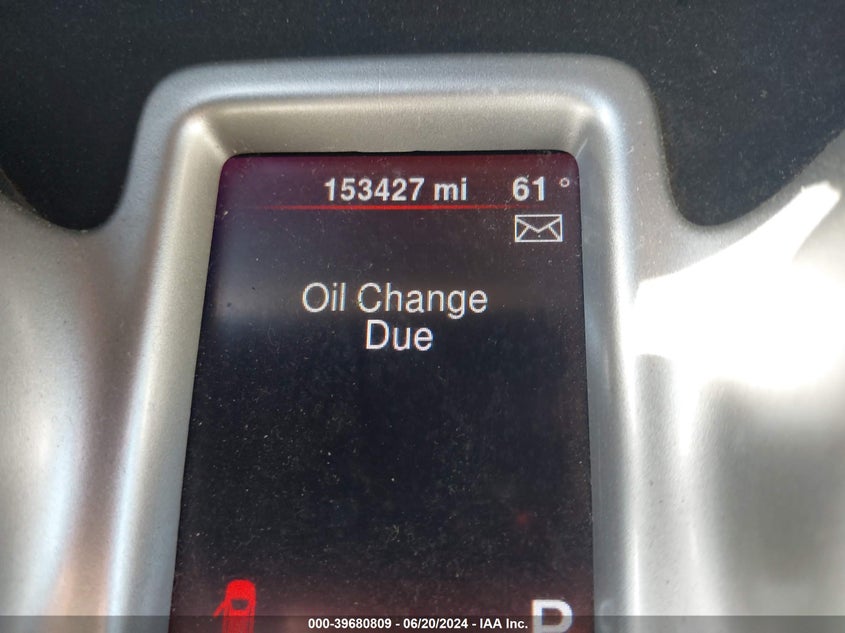 153427 mi 61 °
Oil Change
Due
P
000-39680809 - 06/20/2024 - IAA Inc.